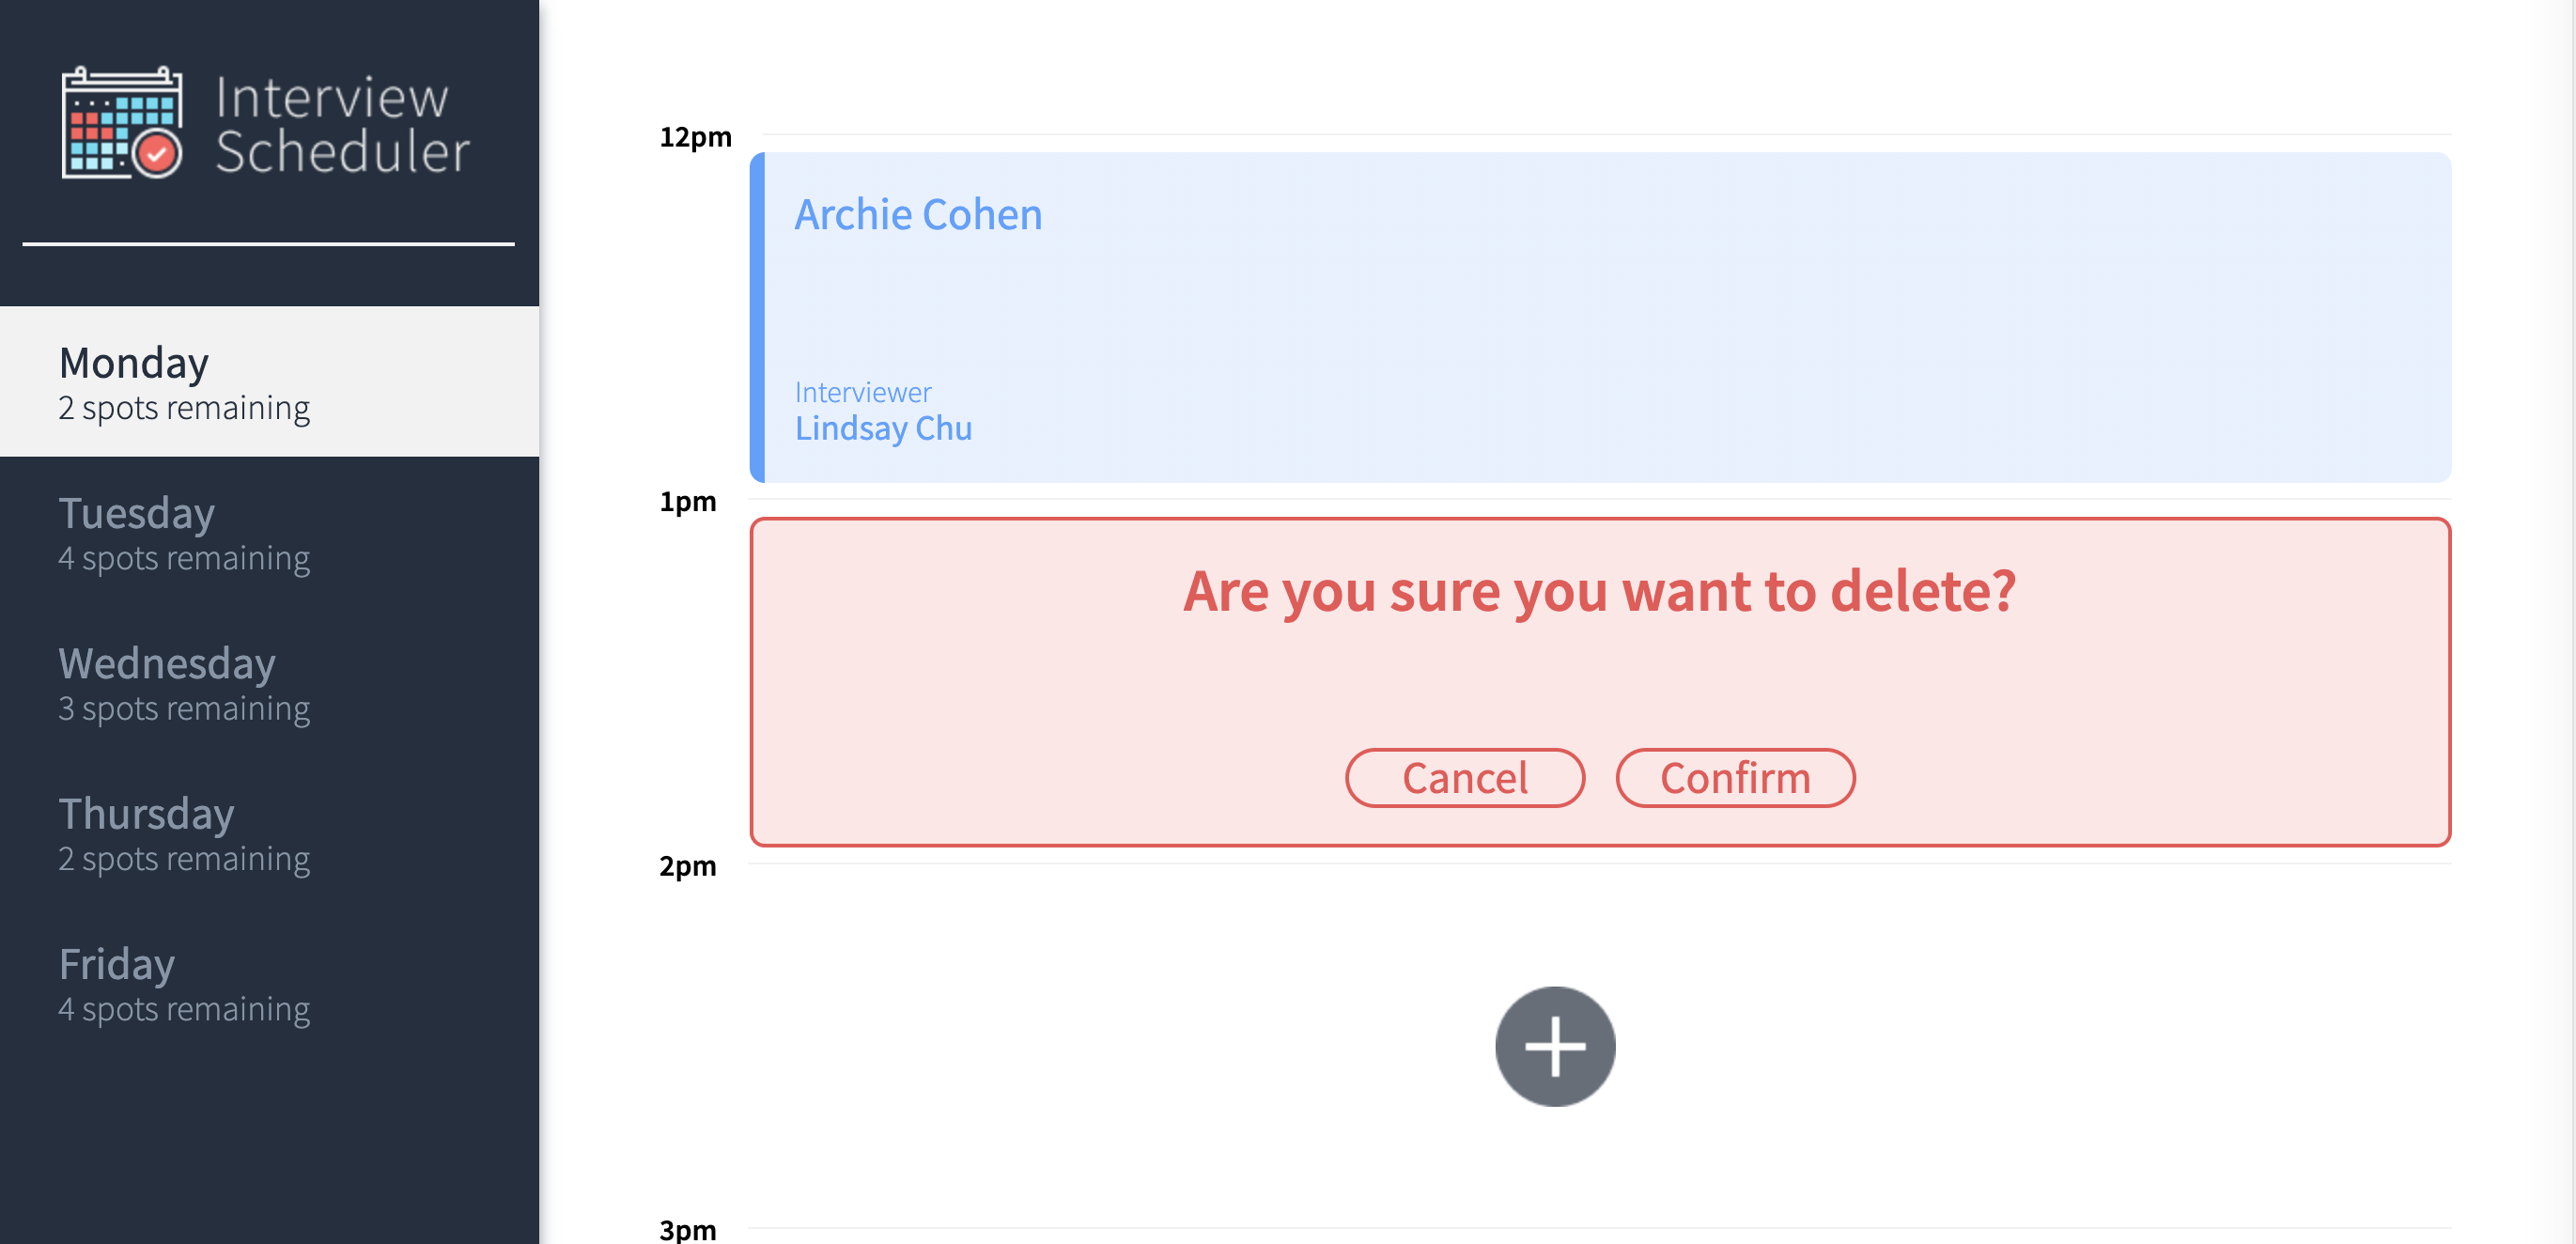 Interview
Scheduler
Monday
2 spots remaining
Tuesday
4 spots remaining
Wednesday
3 spots remaining
Thursday
2 spots remaining
Friday
4 spots remaining
12pm
Archie Cohen
Interviewer
Lindsay Chu
1pm
Are you sure you want to delete?
Cancel Confirm
2pm
3pm